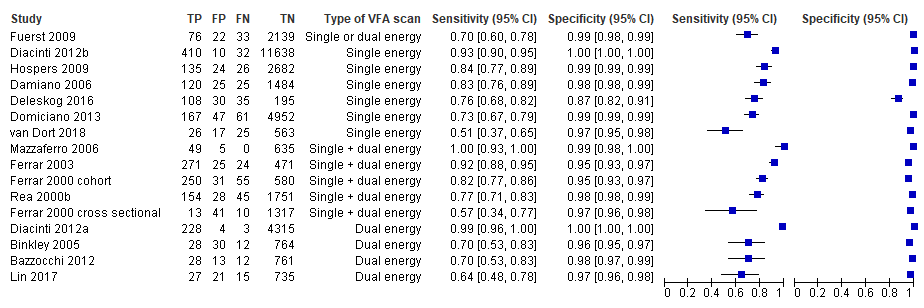 Study TP FP FN TN Type of VFA scan Sensitivity (95% CI) Specificity (95% CI) Sensitivity (95% CI) Specificity (95% CI)
Fuerst 2009 76 22 33 2139 Single or dual energy 0.70 [0.60, 0.78] 0.99 [0.98, 0.99]
Diacinti 2012b 410 10 32 11638 Single energy 0.93 [0.90, 0.95] 1.00 [1.00, 1.00]
Hospers 2009 135 24 26 2682 Single energy 0.84 [0.77, 0.89] 0.99 [0.99, 0.99]
Damiano 2006 120 25 25 1484 Single energy 0.83 [0.76, 0.89] 0.98 [0.98, 0.99]
Deleskog 2016 108 30 35 195 Single energy 0.76 [0.68, 0.82] 0.87 [0.82, 0.91]
Domiciano 2013 167 47 61 4952 Single energy 0.73 [0.67, 0.79] 0.99 [0.99, 0.99]
van Dort 2018 26 17 25 563 Single energy 0.51 [0.37, 0.65] 0.97 [0.95, 0.98]
Mazzaferro 2006 49 5 0 635 Single + dual energy 1.00 [0.93, 1.00] 0.99 [0.98, 1.00]
Ferrar 2003 271 25 24 471 Single + dual energy 0.92 [0.88, 0.95] 0.95 [0.93, 0.97]
Ferrar 2000 cohort 250 31 55 580 Single + dual energy 0.82 [0.77, 0.86] 0.95 [0.93, 0.97]
Rea 2000b 154 28 45 1751 Single + dual energy 0.77 [0.71, 0.83] 0.98 [0.98, 0.99]
Ferrar 2000 cross sectional 13 41 10 1317 Single + dual energy 0.57 [0.34, 0.77] 0.97 [0.96, 0.98]
Diacinti 2012a 228 4 3 4315 Dual energy 0.99 [0.96, 1.00] 1.00 [1.00, 1.00]
Binkley 2005 28 30 12 764 Dual energy 0.70 [0.53, 0.83] 0.96 [0.95, 0.97]
Bazzocchi 2012 28 13 12 761 Dual energy 0.70 [0.53, 0.83] 0.98 [0.97, 0.99]
Lin 2017 27 21 15 735 Dual energy 0.64 [0.48, 0.78] 0.97 [0.96, 0.98]
0 0.2 0.4 0.6 0.8 1 0 0.2 0.4 0.6 0.8 1